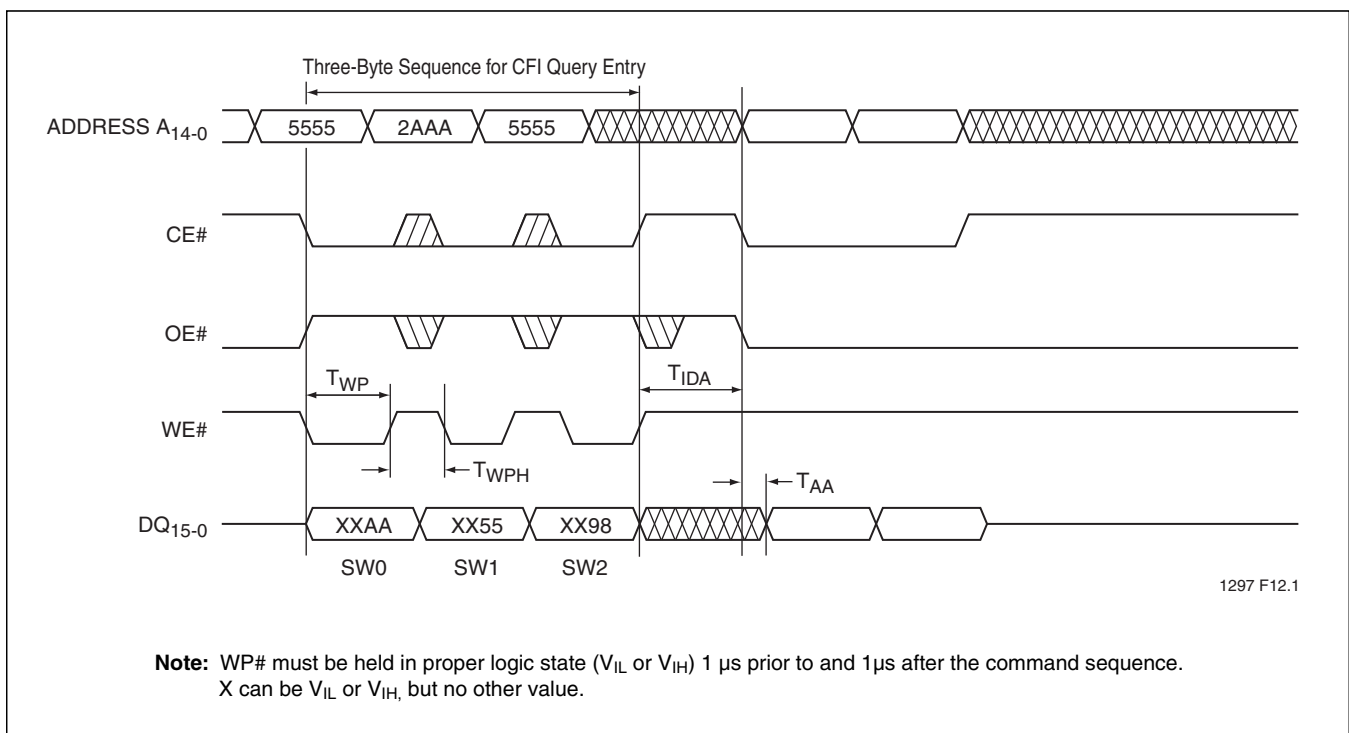 Three-Byte Sequence for CFI Query Entry
ADDRESS A14-0
5555 2AAA 5555
CE#
OE#
TWP TIDA
WE#
TWPH
TAA
DQ15-0
XXAA XX55 XX98
SW0 SW1 SW2
1297 F12.1
Note: WP# must be held in proper logic state (VIL or VIH) 1 µs prior to and 1µs after the command sequence.
X can be VIL or VIH, but no other value.